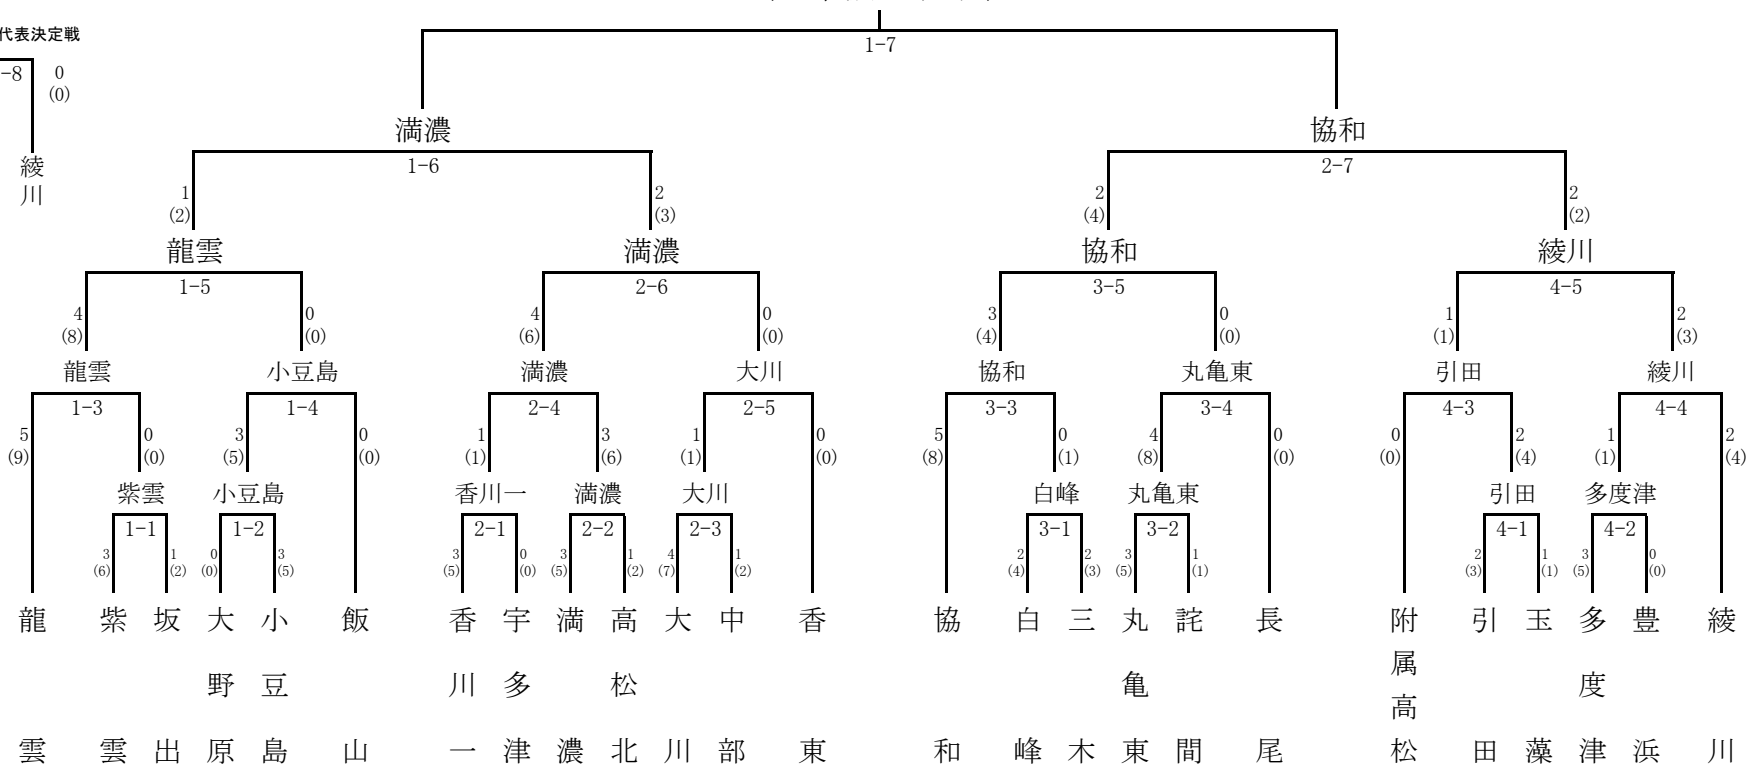 代表決定戦
1-7
-8 0
(0)
満濃 協和
綾川
1-6 2-7
1 2 2 2
(2) (3) (4) (2)
龍雲 満濃 協和 綾川
1-5 2-6 3-5 4-5
4 0 4 0 3 0 1 2
(8) (0) (6) (0) (4) (0) (1) (3)
龍雲 小豆島 満濃 大川 協和 丸亀東 引田 綾川
1-3 1-4 2-4 2-5 3-3 3-4 4-3 4-4
5 0 3 0 1 3 1 0 5 0 4 0 0 2 1 2
(9) (0) (5) (0) (1) (6) (1) (0) (8) (1) (8) (0) (0) (4) (1) (4)
紫雲 小豆島 香川一 満濃 大川 白峰 丸亀東 引田 多度津
1-1 1-2 2-1 2-2 2-3 3-1 3-2 4-1 4-2
3 1 0 3 3 0 3 1 4 1 2 2 3 1 2 1 3 0
(6) (2) (0) (5) (5) (0) (5) (2) (7) (2) (4) (3) (5) (1) (3) (1) (5) (0)
龍雲
紫雲
坂出
大野原
小豆島
飯山
香川一
宇多津
満濃
高松北
大川
中部
香東
協和
白峰
三木
丸亀東
詫間
長尾
附属高松
引田
玉藻
多度津
豊浜
綾川